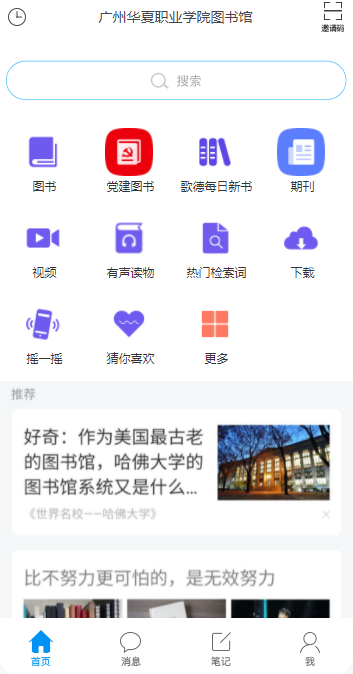 广州华夏职业学院图书馆
邀请码
搜索
图书
党建图书
歌德每日新书
期刊
视频
有声读物
热门检索词
下载
摇一摇
猜你喜欢
更多
推荐
好奇：作为美国最古老
的图书馆，哈佛大学的
图书馆系统又是什么...
《世界名校——哈佛大学》
比不努力更可怕的，是无效努力
首页
消息
笔记
我